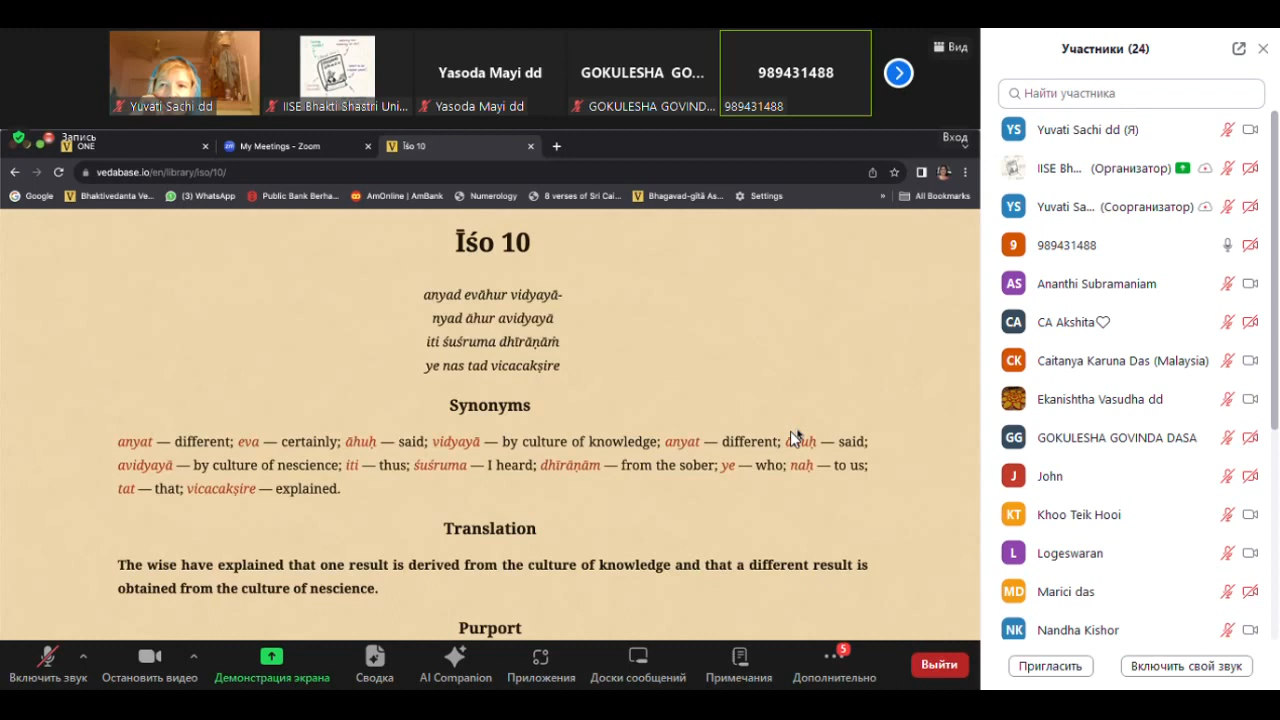 Yuvati Sachi dd
IISE Bhakti Shastri Uni...
Yasoda Mayi dd
Yasoda Mayi dd
GOKULESHA GO...
GOKULESHA GOVIND...
989431488
989431488
Вид
Участники (24)
Найти участника
Запись
ONE
My Meetings - Zoom
Īśo 10
Вход
vedabase.io/en/library/iso/10/
Google
Bhaktivedanta Ve...
(3) WhatsApp
Public Bank Berha...
AmOnline | AmBank
Numerology
8 verses of Sri Cai...
Bhagavad-gītā As...
Settings
»
All Bookmarks
Īśo 10
anyad evāhur vidyayā-
nyad āhur avidyayā
iti śuśruma dhīrāṇāṁ
ye nas tad vicacakṣire
Synonyms
anyat — different; eva — certainly; āhuḥ — said; vidyayā — by culture of knowledge; anyat — different; āhuḥ — said;
avidyayā — by culture of nescience; iti — thus; śuśruma — I heard; dhīrāṇām — from the sober; ye — who; naḥ — to us;
tat — that; vicacakṣire — explained.
Translation
The wise have explained that one result is derived from the culture of knowledge and that a different result is
obtained from the culture of nescience.
Purport
YS Yuvati Sachi dd (Я)
IISE Bh... (Организатор)
YS Yuvati Sa... (Соорганизатор)
9 989431488
AS Ananthi Subramaniam
CA CA Akshita♡
CK Caitanya Karuna Das (Malaysia)
Ekanishtha Vasudha dd
GG GOKULESHA GOVINDA DASA
J John
KT Khoo Teik Hooi
L Logeswaran
MD Marici das
NK Nandha Kishor
Пригласить
Включить свой звук
Включить звук
Остановить видео
Демонстрация экрана
Сводка
AI Companion
Приложения
Доски сообщений
Примечания
5
Дополнительно
Выйти